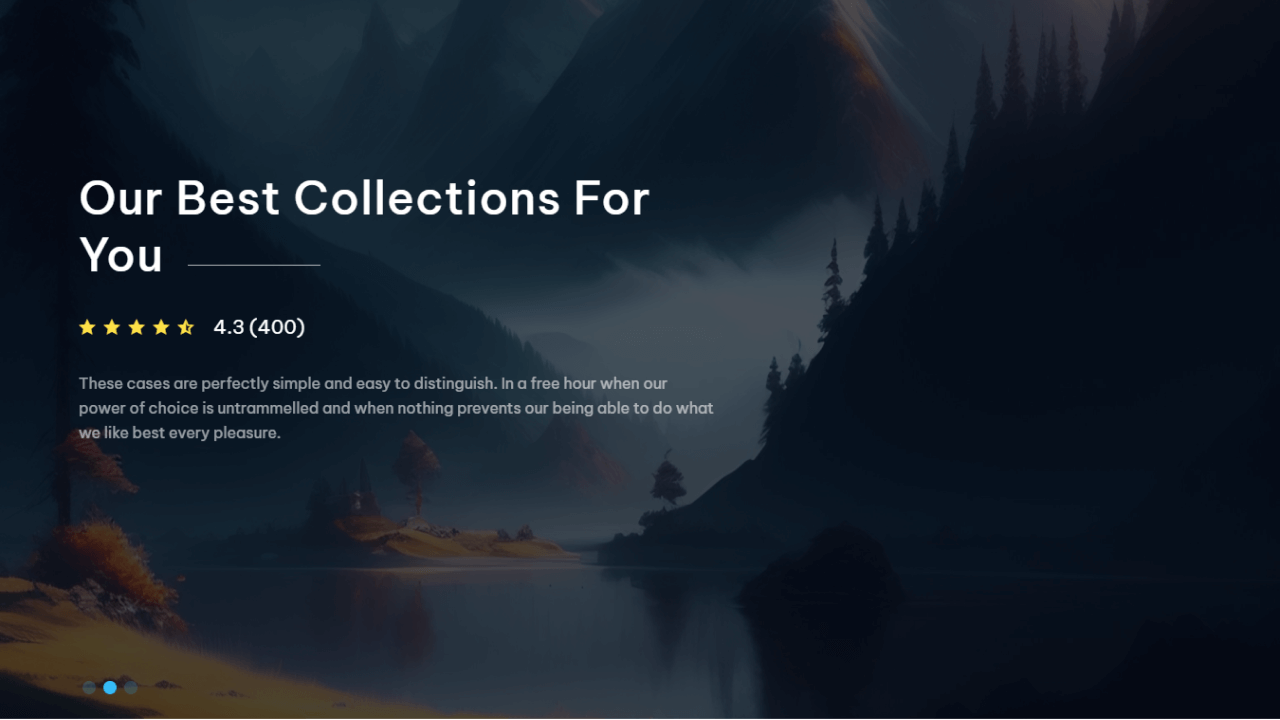 Our Best Collections For
You
4.3 (400)
These cases are perfectly simple and easy to distinguish. In a free hour when our
power of choice is untrammelled and when nothing prevents our being able to do what
we like best every pleasure.